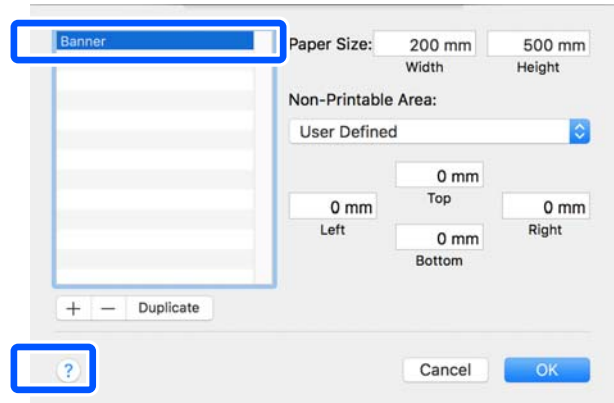 Banner
Paper Size: 200 mm 500 mm
Width Height
Non-Printable Area:
User Defined
0 mm
Top
0 mm 0 mm
Left Right
0 mm
Bottom
+ − Duplicate
? Cancel OK